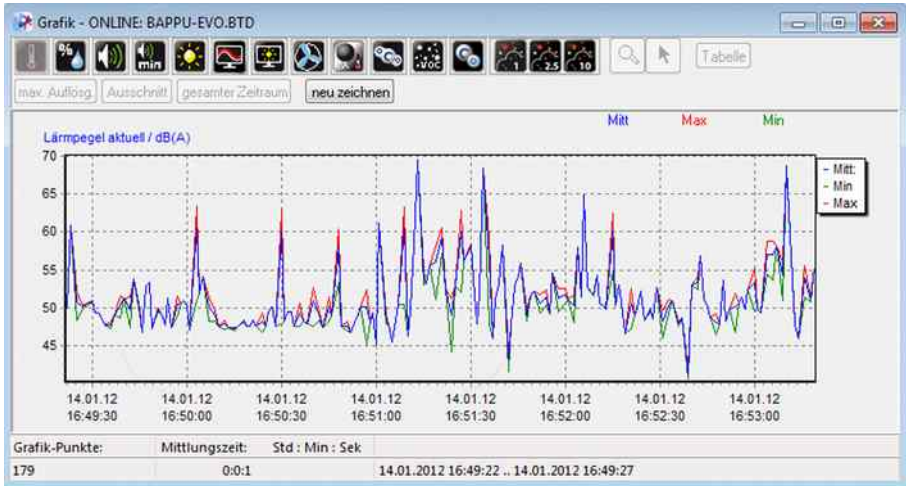 Grafik - ONLINE: BAPPU-EVO.BTD
% min VOC 1 2.5 10 Tabelle
max. Auflösg. Ausschnitt gesamter Zeitraum neu zeichnen
Mitt Max Min
Lärmpegel aktuell / dB(A)
70
65
60
55
50
45
Mitt:
Min
Max
14.01.12 14.01.12 14.01.12 14.01.12 14.01.12 14.01.12 14.01.12 14.01.12
16:49:30 16:50:00 16:50:30 16:51:00 16:51:30 16:52:00 16:52:30 16:53:00
Grafik-Punkte: Mittlungszeit: Std : Min : Sek
179 0:0:1 14.01.2012 16:49:22 .. 14.01.2012 16:49:27